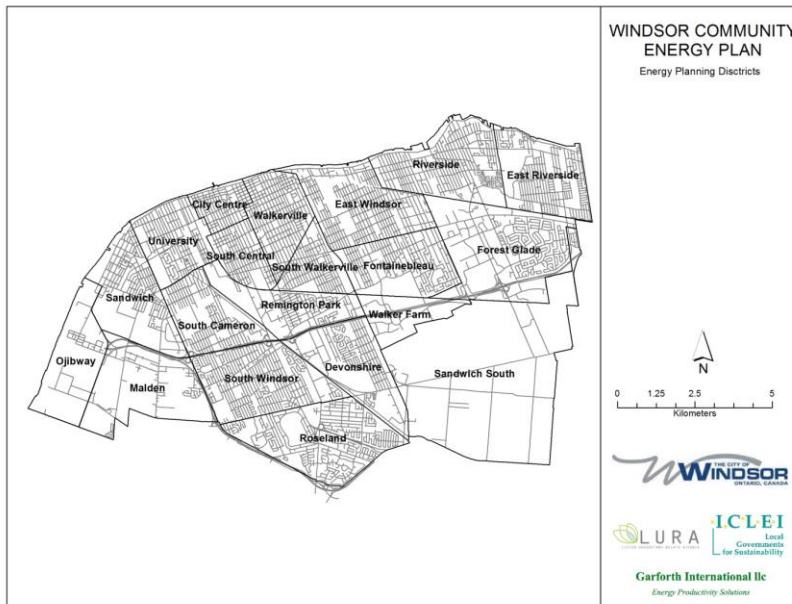 WINDSOR COMMUNITY
ENERGY PLAN
Energy Planning Disctricts
Riverside
East Riverside
City Centre
Walkerville
East Windsor
University
South Central
South Walkerville
Fontainebleau
Forest Glade
Sandwich
South Cameron
Remington Park
Walker Farm
Ojibway
Malden
South Windsor
Devonshire
Sandwich South
Roseland
N
0 1.25 2.5 5
Kilometers
THE CITY OF
WINDSOR
ONTARIO, CANADA
LURA
I.C.L.E.I
Local
Governments
for Sustainability
Garforth International llc
Energy Productivity Solutions